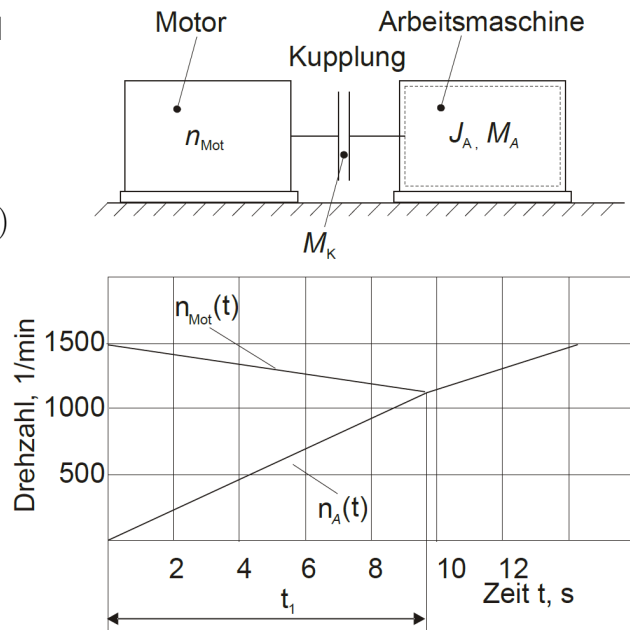 Motor
Arbeitsmaschine
Kupplung
n_Mot
J_A, M_A
)
M_K
n_Mot(t)
Drehzahl, 1/min
1500
1000
500
n_A(t)
2 4 6 8 10 12
Zeit t, s
t_1